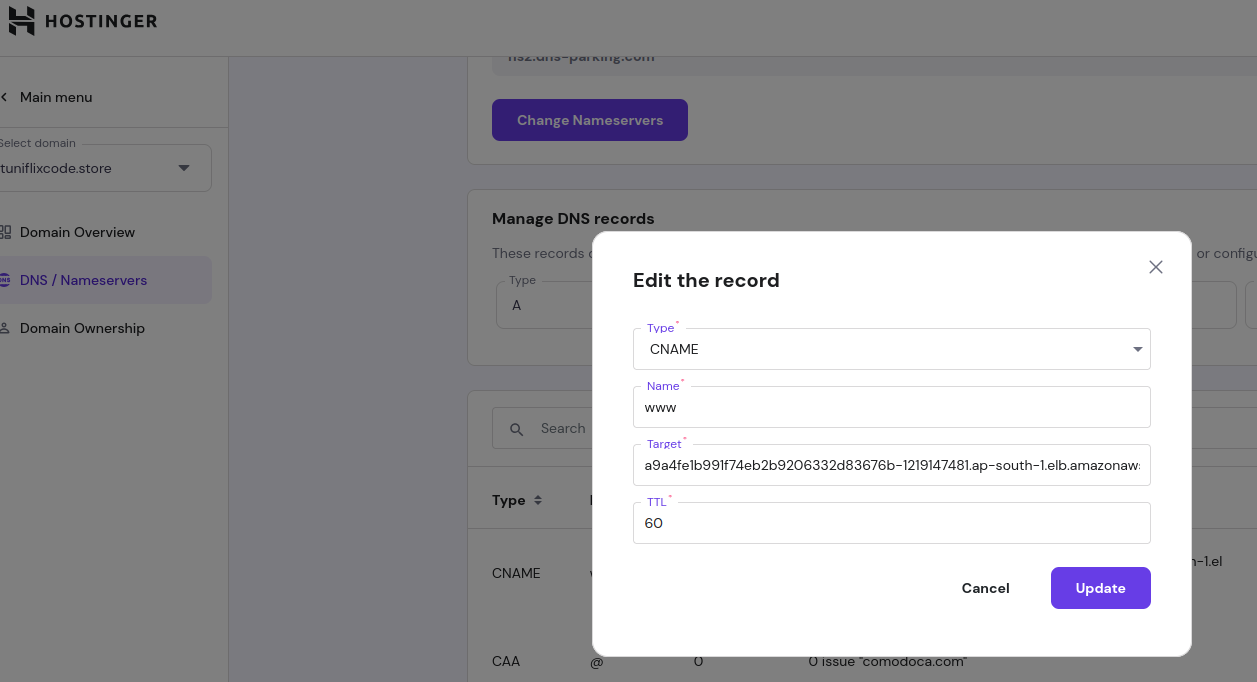 HOSTINGER
ns2.dns-parking.com
Main menu
Change Nameservers
Select domain
tuniflixcode.store
Manage DNS records
Domain Overview
These records
or config
Edit the record
DNS / Nameservers
Type
A
Domain Ownership
Type*
CNAME
Name*
www
Search
Target*
a9a4fe1b991f74eb2b9206332d83676b-1219147481.ap-south-1.elb.amazonaws
Type
TTL*
60
CNAME
n-1.el
Cancel
Update
CAA @ 0 0 issue "comodoca.com"